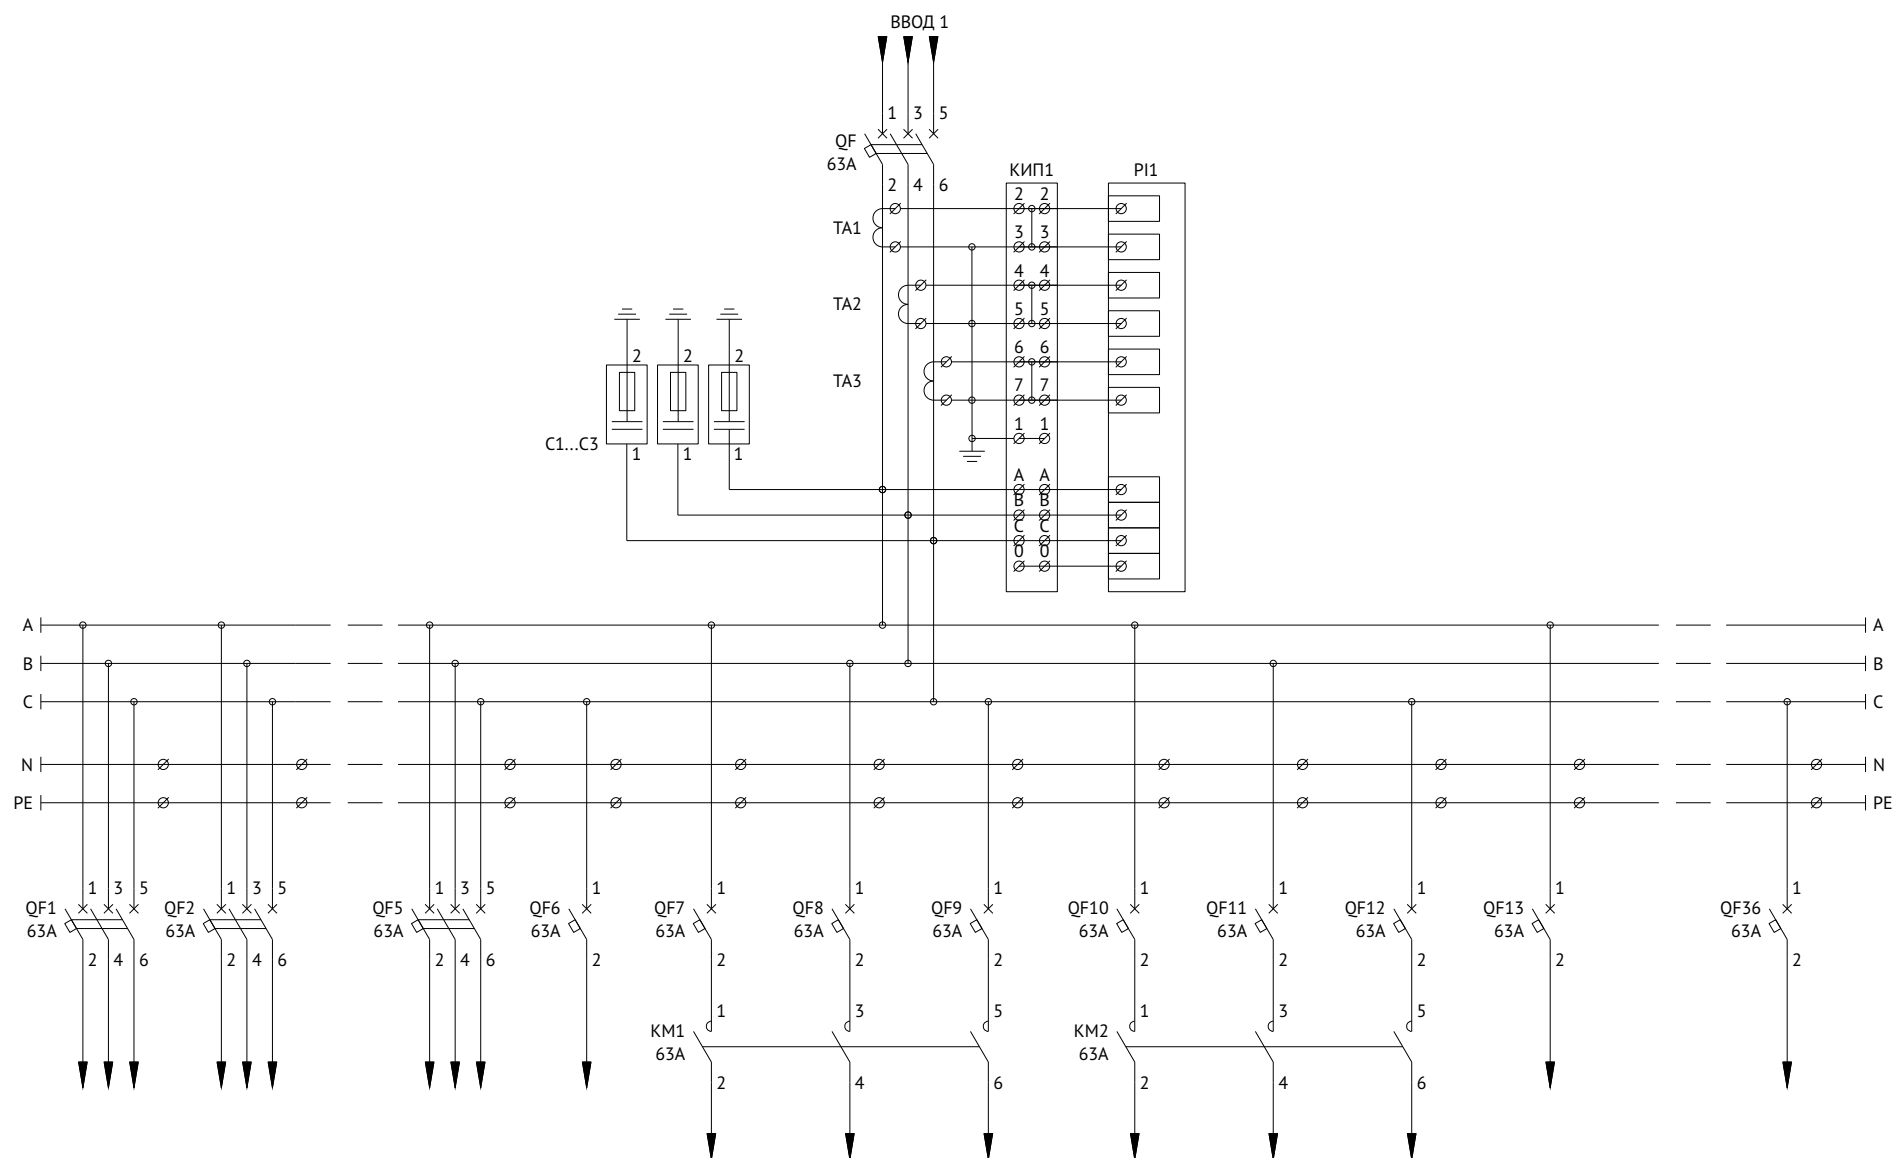 ВВОД 1
1 3 5
QF
63А
2 4 6
КИП1 PI1
2 2
TA1
3 3
4 4
TA2
5 5
6 6
2 2 2
TA3
7 7
1 1
C1...C3
1 1 1
A A
B B
C C
0 0
A A
B B
C C
N N
PE PE
1 3 5 1 3 5 1 3 5 1 1 1 1 1 1 1 1 1
QF1 QF2 QF5 QF6 QF7 QF8 QF9 QF10 QF11 QF12 QF13 QF36
63А 63А 63А 63А 63А 63А 63А 63А 63А 63А 63А 63А
2 4 6 2 4 6 2 4 6 2 2 2 2 2 2 2 2 2
1 3 5 1 3 5
KM1 KM2
63А 63А
2 4 6 2 4 6